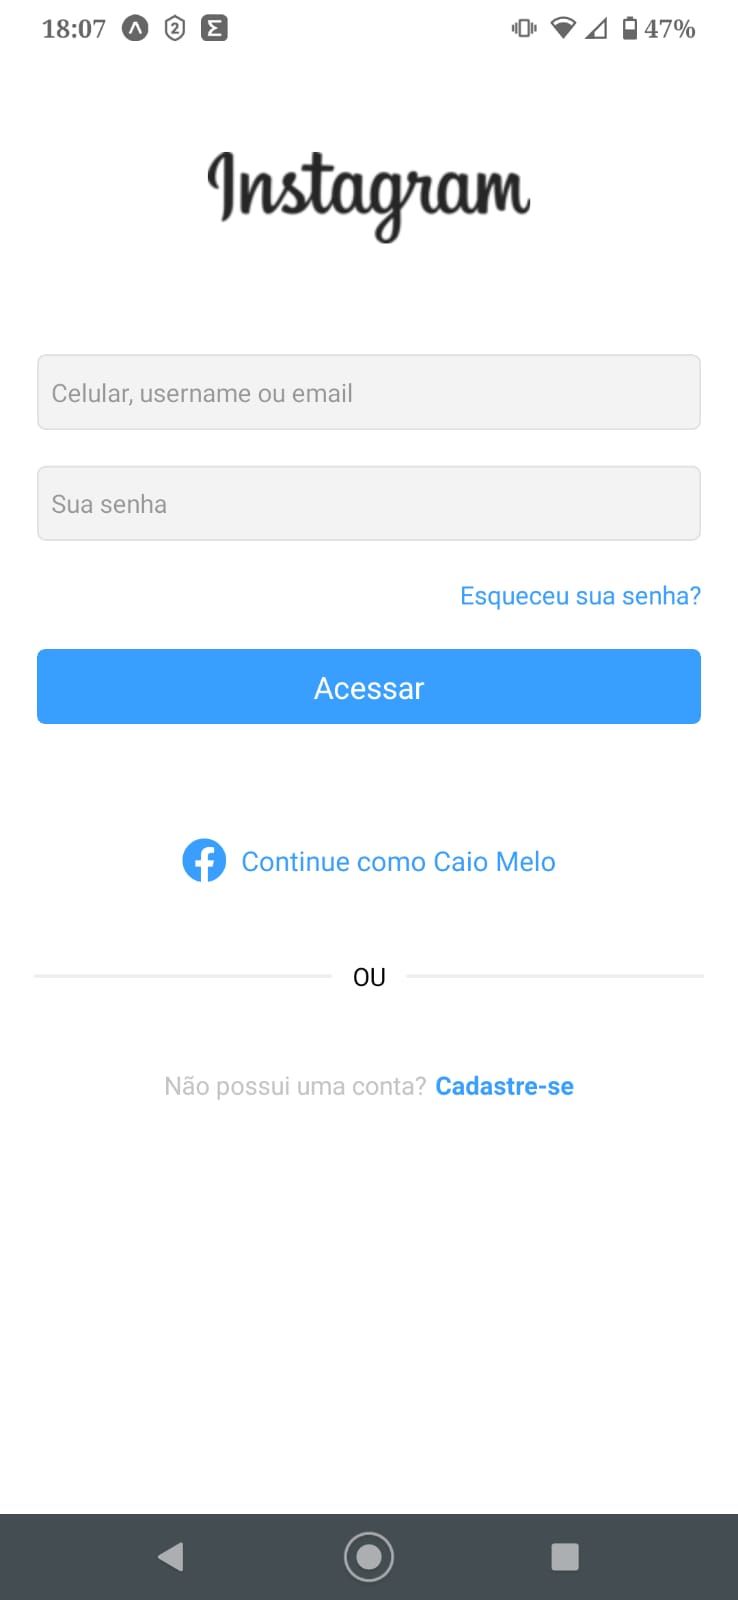 18:07 2 Σ 47%
Instagram
Celular, username ou email
Sua senha
Esqueceu sua senha?
Acessar
Continue como Caio Melo
OU
Não possui uma conta? Cadastre-se